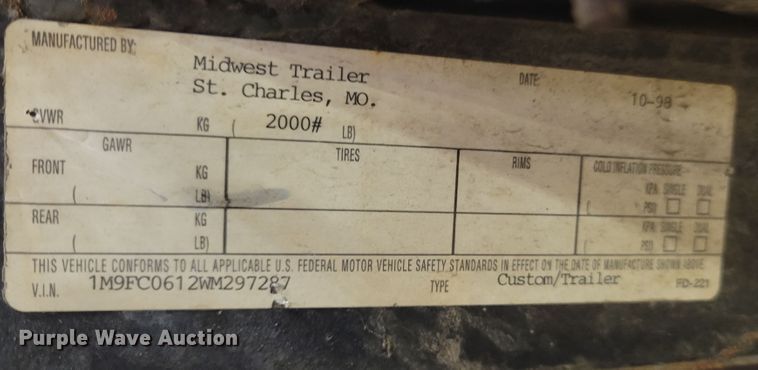 MANUFACTURED BY: Midwest Trailer DATE: 10-98
St. Charles, MO.
GVWR KG ( 2000# LB)
GAWR TIRES RIMS COLD INFLATION PRESSURE
FRONT KG KPA SINGLE DUAL
( LB) ( PSI)
REAR KG KPA SINGLE DUAL
( LB) ( PSI)
THIS VEHICLE CONFORMS TO ALL APPLICABLE U.S. FEDERAL MOTOR VEHICLE SAFETY STANDARDS IN EFFECT ON THE DATE OF MANUFACTURE SHOWN ABOVE.
V.I.N. 1M9FC0612WM297287 TYPE Custom/Trailer FD-221
Purple Wave Auction